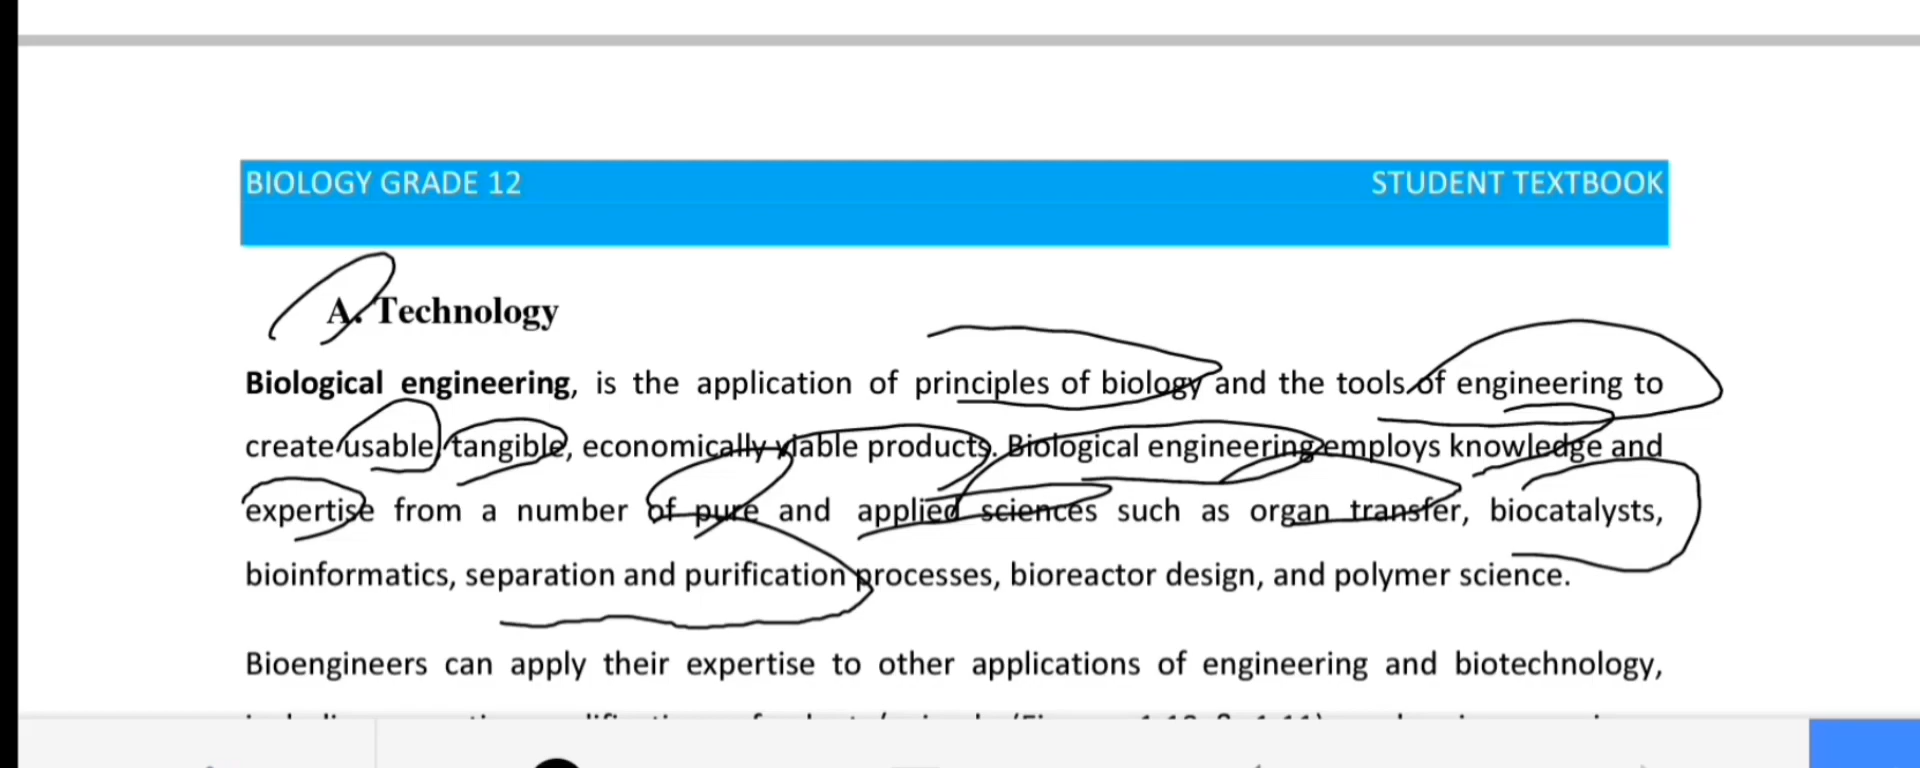 BIOLOGY GRADE 12 STUDENT TEXTBOOK
A. Technology
Biological engineering, is the application of principles of biology and the tools of engineering to
create usable, tangible, economically viable products. Biological engineering employs knowledge and
expertise from a number of pure and applied sciences such as organ transfer, biocatalysts,
bioinformatics, separation and purification processes, bioreactor design, and polymer science.
Bioengineers can apply their expertise to other applications of engineering and biotechnology,